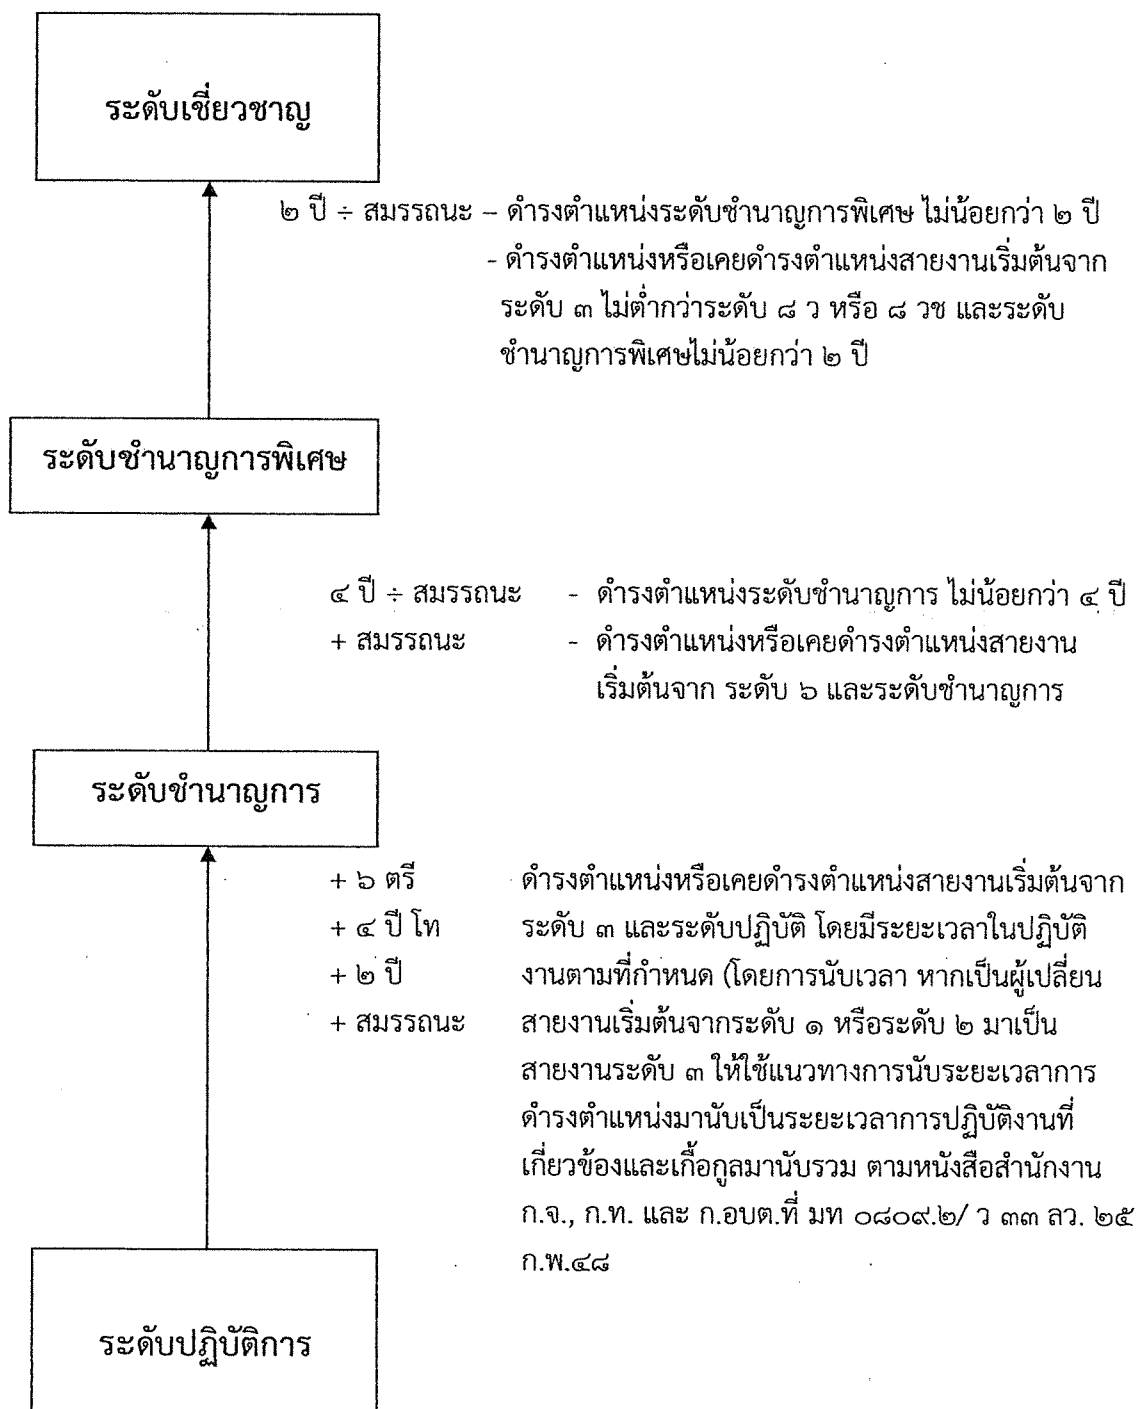 ระดับเชี่ยวชาญ
๒ ปี ÷ สมรรถนะ – ดำรงตำแหน่งระดับชำนาญการพิเศษ ไม่น้อยกว่า ๒ ปี
- ดำรงตำแหน่งหรือเคยดำรงตำแหน่งสายงานเริ่มต้นจาก
ระดับ ๓ ไม่ต่ำกว่าระดับ ๘ ว หรือ ๘ วช และระดับ
ชำนาญการพิเศษไม่น้อยกว่า ๒ ปี
ระดับชำนาญการพิเศษ
๔ ปี ÷ สมรรถนะ - ดำรงตำแหน่งระดับชำนาญการ ไม่น้อยกว่า ๔ ปี
+ สมรรถนะ - ดำรงตำแหน่งหรือเคยดำรงตำแหน่งสายงาน
เริ่มต้นจาก ระดับ ๖ และระดับชำนาญการ
ระดับชำนาญการ
+ ๖ ตรี ดำรงตำแหน่งหรือเคยดำรงตำแหน่งสายงานเริ่มต้นจาก
+ ๔ ปี โท ระดับ ๓ และระดับปฏิบัติ โดยมีระยะเวลาในปฏิบัติ
+ ๒ ปี งานตามที่กำหนด (โดยการนับเวลา หากเป็นผู้เปลี่ยน
+ สมรรถนะ สายงานเริ่มต้นจากระดับ ๑ หรือระดับ ๒ มาเป็น
สายงานระดับ ๓ ให้ใช้แนวทางการนับระยะเวลาการ
ดำรงตำแหน่งมานับเป็นระยะเวลาการปฏิบัติงานที่
เกี่ยวข้องและเกื้อกูลมานับรวม ตามหนังสือสำนักงาน
ก.จ., ก.ท. และ ก.อบต.ที่ มท ๐๘๐๙.๒/ ว ๓๓ ลว. ๒๕
ก.พ.๔๘
ระดับปฏิบัติการ